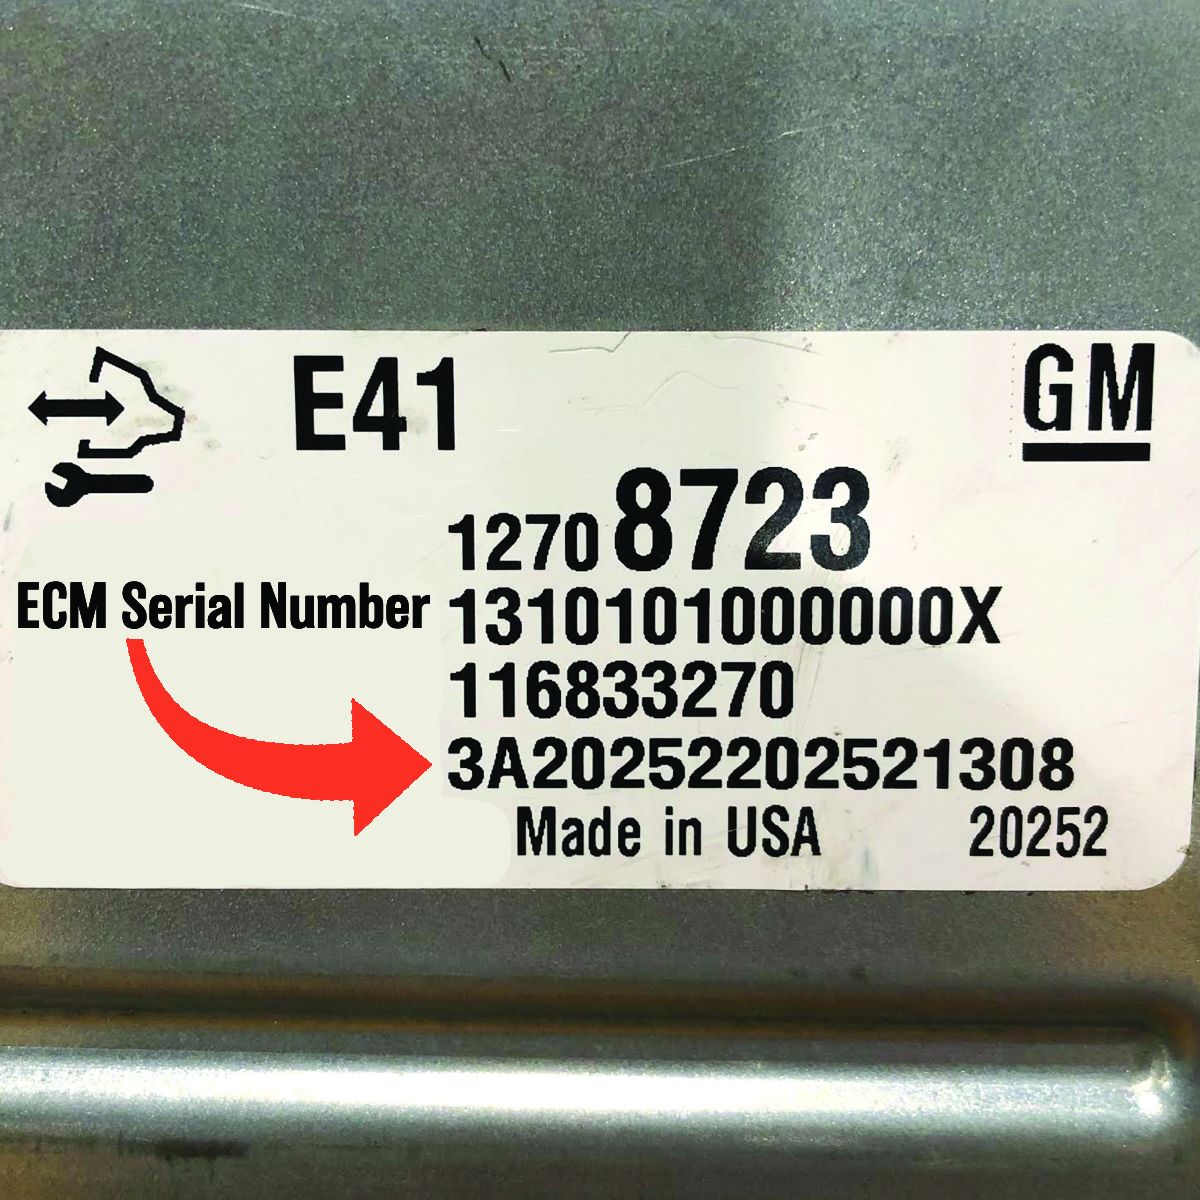 E41
GM
12708723
ECM Serial Number
1310101000000X
116833270
3A20252202521308
Made in USA 20252